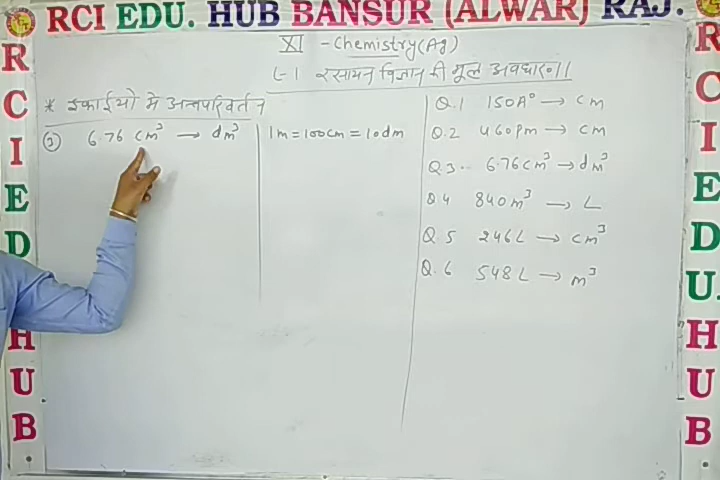 RCI EDU. HUB BANSUR (ALWAR) RAJ.
RCI EDU. HUB
XI - Chemistry (Ag)
L-1 रसायन विज्ञान की मूल अवधार॰।।
* इकाईयो मे अन्तपरिवर्तन
③ 6.76 cm³ → dm³
1m = 100cm = 10dm
Q.1 150A° → cm
Q.2 460pm → cm
Q.3.. 6.76cm³ → dm³
Q.4 840m³ → L
Q.5 246L → cm³
Q.6 548L → m³
RCI EDU. HUB